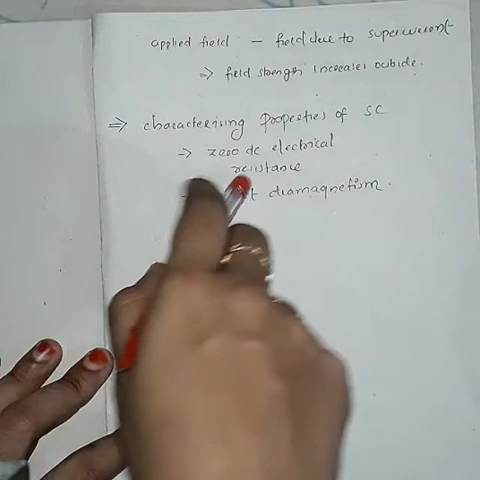 applied field - field due to supercurrent
=> field strength increases outside.
=> characterising properties of SC
-> zero dc electrical
resistance
diamagnetism.